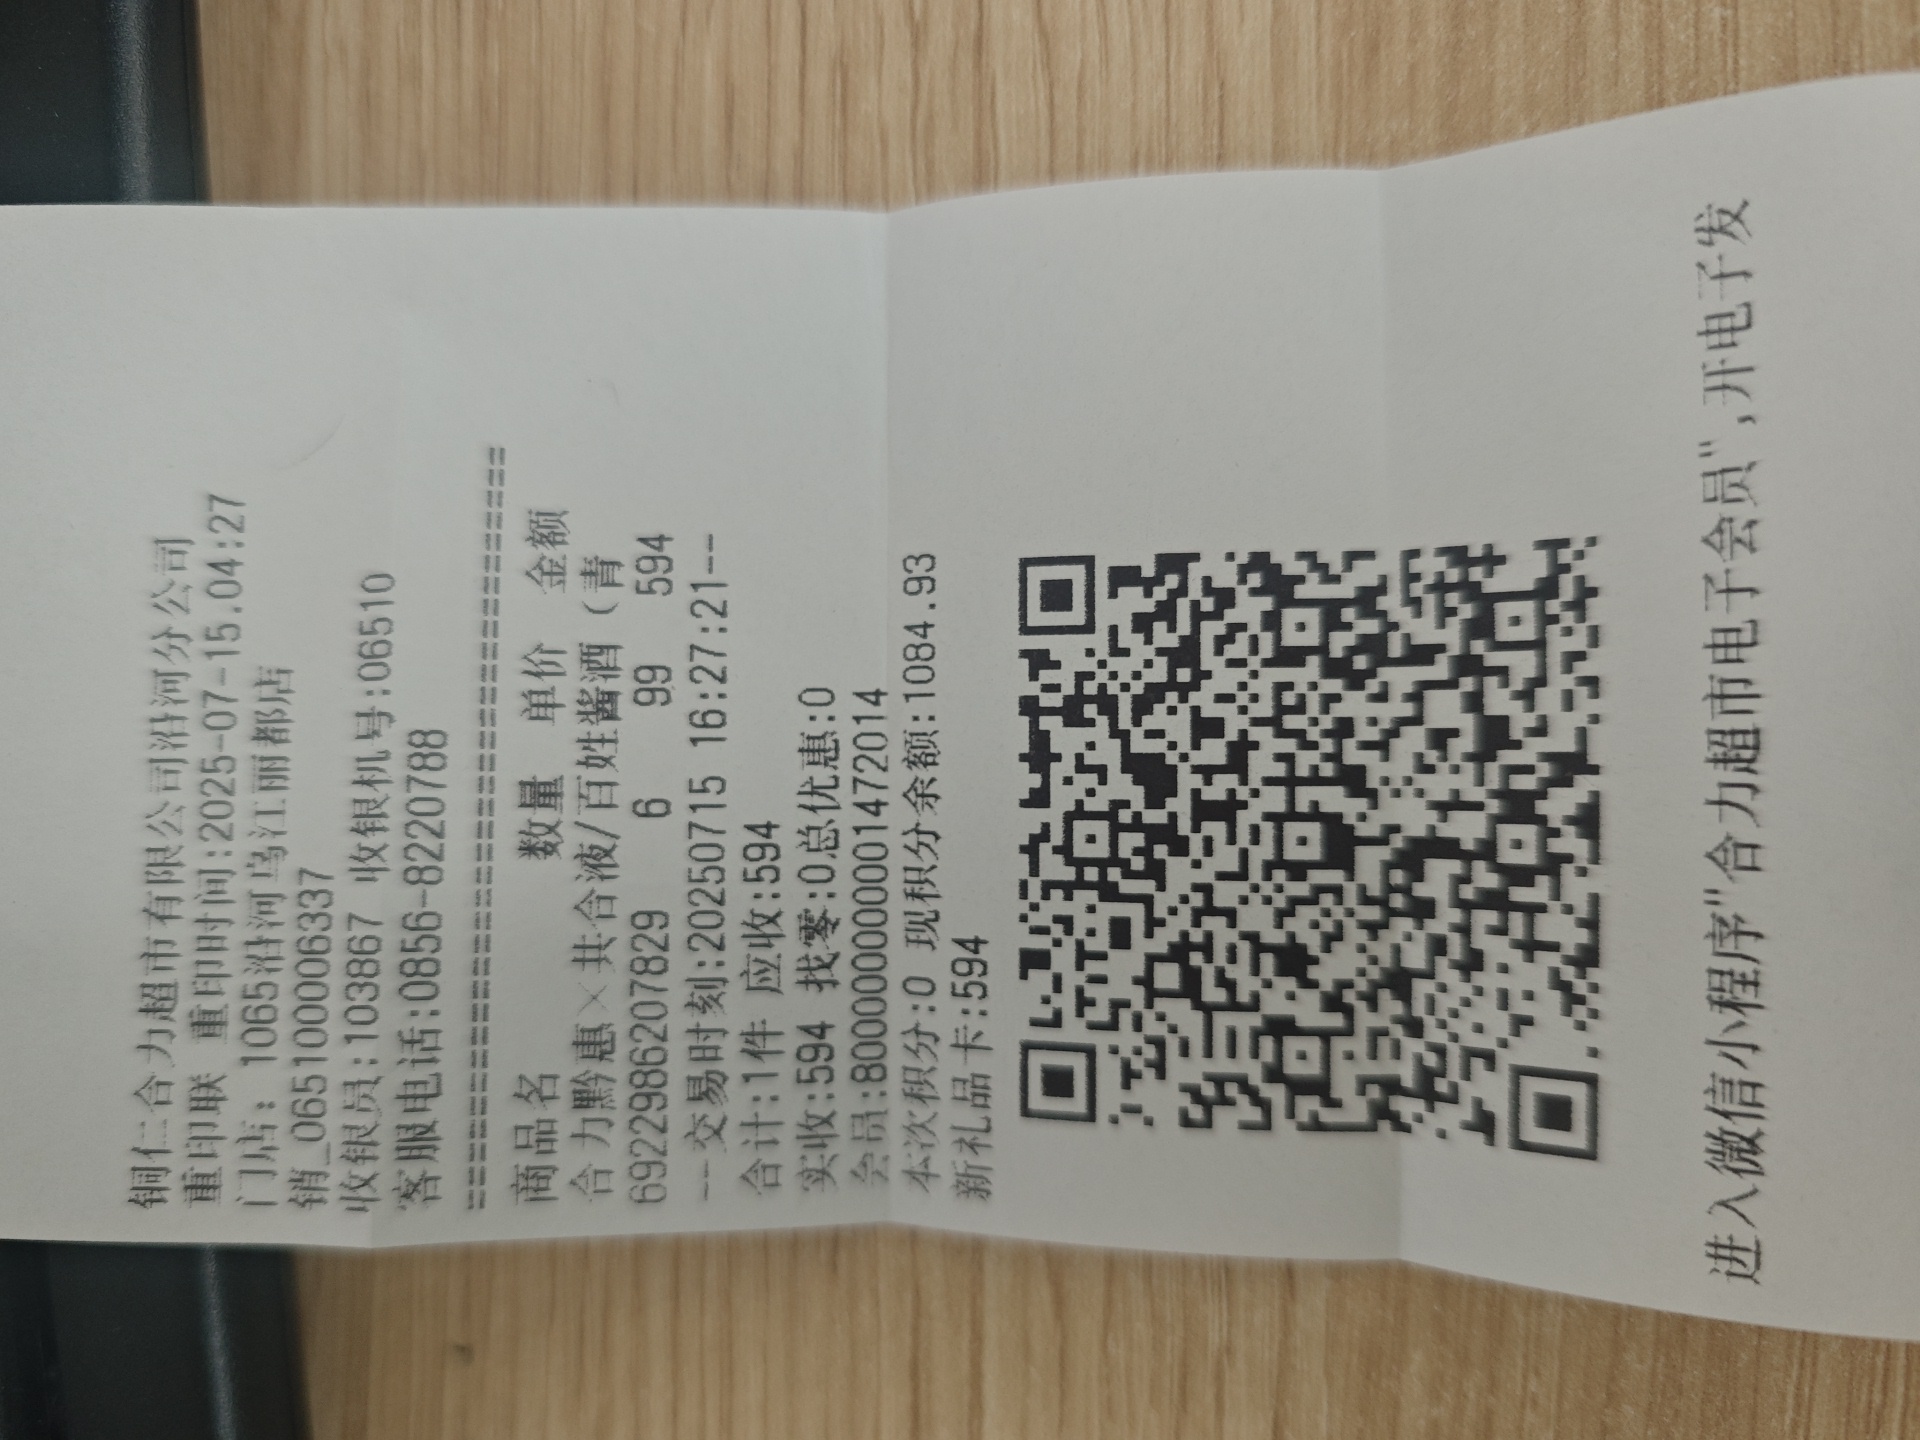 铜仁合力超市有限公司沿河分公司
重印联 重印时间:2025-07-15.04:27
门店: 1065沿河乌江丽都店
销_0651000006337
收银员:103867 收银机号:06510
客服电话:0856-8220788
==========================================
商品名 数量 单价 金额
合力黔惠×共合液/百姓酱酒（青
6922986207829 6 99 594
--交易时刻:20250715 16:27:21--
合计:1件 应收:594
实收:594 找零:0总优惠:0
会员:8000000001472014
本次积分:0 现积分余额:1084.93
新礼品卡:594
进入微信小程序"合力超市电子会员",开电子发